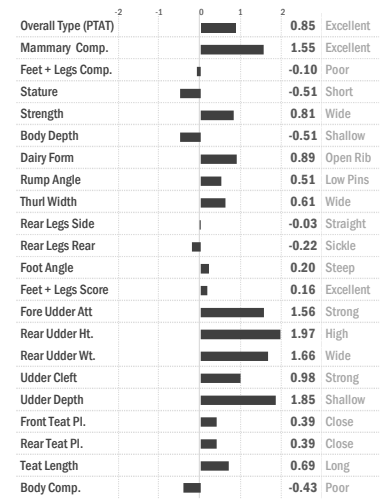 -2 -1 0 1 2
Overall Type (PTAT) 0.85 Excellent
Mammary Comp. 1.55 Excellent
Feet + Legs Comp. -0.10 Poor
Stature -0.51 Short
Strength 0.81 Wide
Body Depth -0.51 Shallow
Dairy Form 0.89 Open Rib
Rump Angle 0.51 Low Pins
Thurl Width 0.61 Wide
Rear Legs Side -0.03 Straight
Rear Legs Rear -0.22 Sickle
Foot Angle 0.20 Steep
Feet + Legs Score 0.16 Excellent
Fore Udder Att 1.56 Strong
Rear Udder Ht. 1.97 High
Rear Udder Wt. 1.66 Wide
Udder Cleft 0.98 Strong
Udder Depth 1.85 Shallow
Front Teat Pl. 0.39 Close
Rear Teat Pl. 0.39 Close
Teat Length 0.69 Long
Body Comp. -0.43 Poor